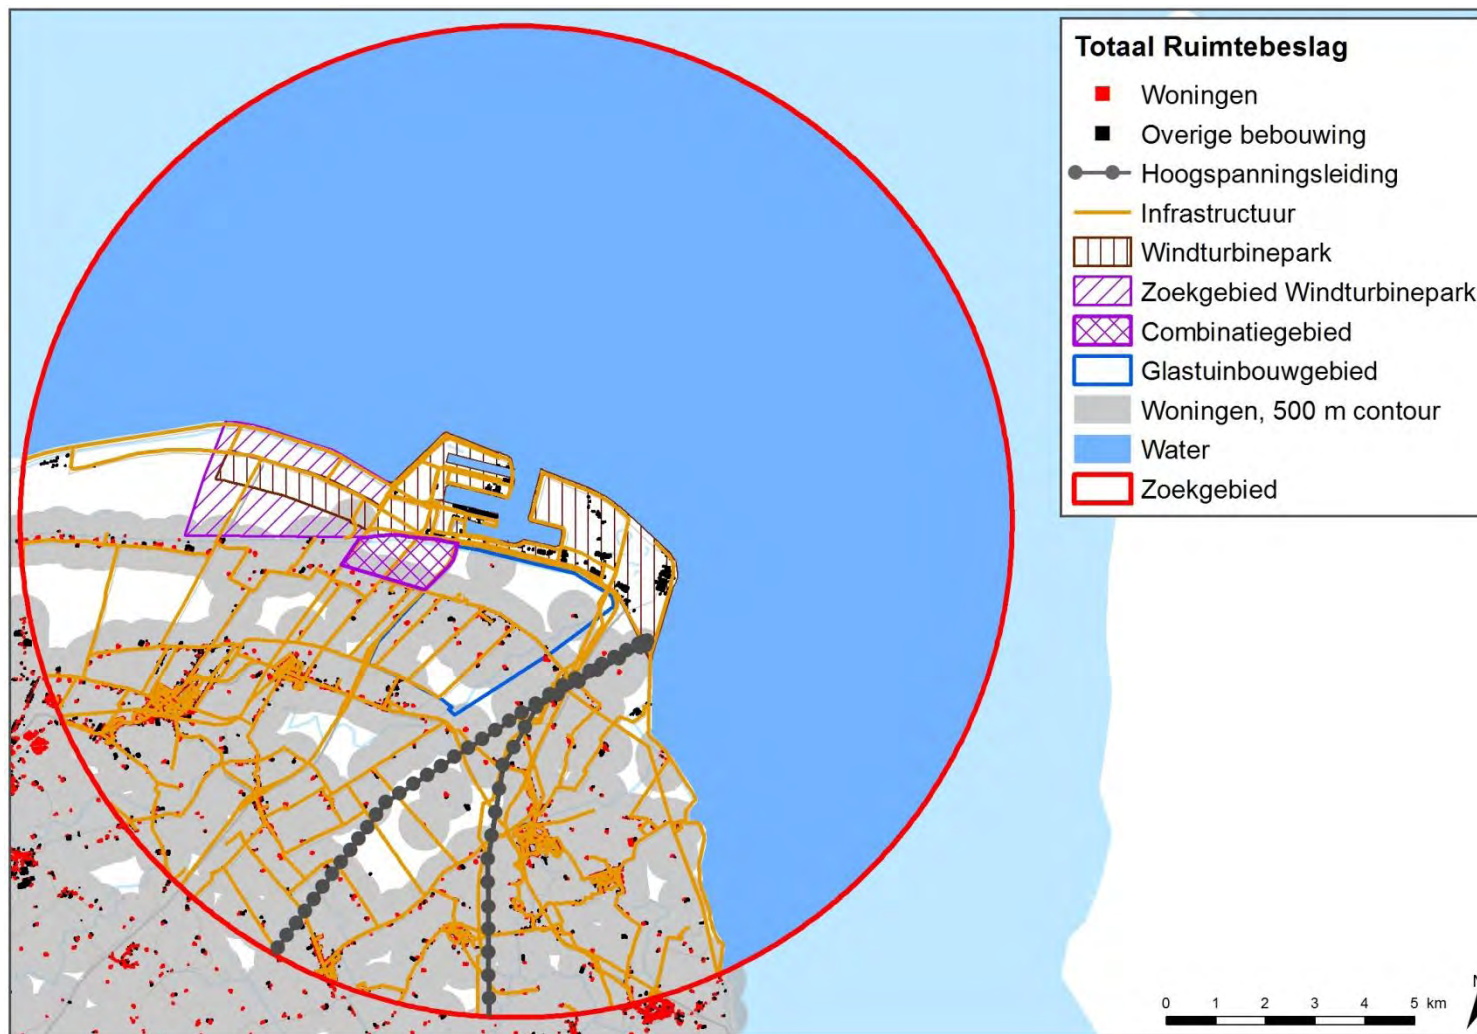 Totaal Ruimtebeslag
Woningen
Overige bebouwing
Hoogspanningsleiding
Infrastructuur
Windturbinepark
Zoekgebied Windturbinepark
Combinatiegebied
Glastuinbouwgebied
Woningen, 500 m contour
Water
Zoekgebied
N
0 1 2 3 4 5 km